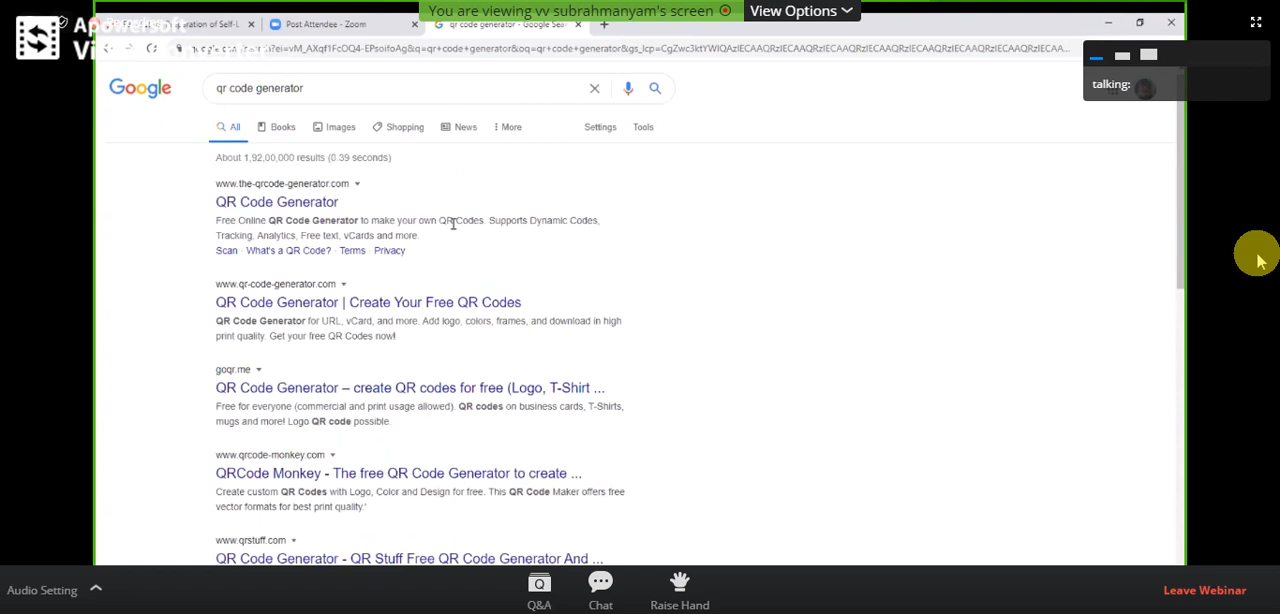 You are viewing vv subrahmanyam's screen
View Options
Apowersoft
Post Attendee - Zoom
qr code generator - Google Sea
Google
qr code generator
All
Books
Images
Shopping
News
More
Settings
Tools
talking:
About 1,92,00,000 results (0.39 seconds)
www.the-qrcode-generator.com
QR Code Generator
Free Online QR Code Generator to make your own QR Codes. Supports Dynamic Codes,
Tracking, Analytics, Free text, vCards and more.
Scan · What's a QR Code? · Terms · Privacy
www.qr-code-generator.com
QR Code Generator | Create Your Free QR Codes
QR Code Generator for URL, vCard, and more. Add logo, colors, frames, and download in high
print quality. Get your free QR Codes now!
goqr.me
QR Code Generator – create QR codes for free (Logo, T-Shirt ...
Free for everyone (commercial and print usage allowed). QR codes on business cards, T-Shirts,
mugs and more! Logo QR code possible.
www.qrcode-monkey.com
QRCode Monkey - The free QR Code Generator to create ...
Create custom QR Codes with Logo, Color and Design for free. This QR Code Maker offers free
vector formats for best print quality.'
www.qrstuff.com
QR Code Generator - QR Stuff Free QR Code Generator And ...
Audio Setting
Q&A
Chat
Raise Hand
Leave Webinar